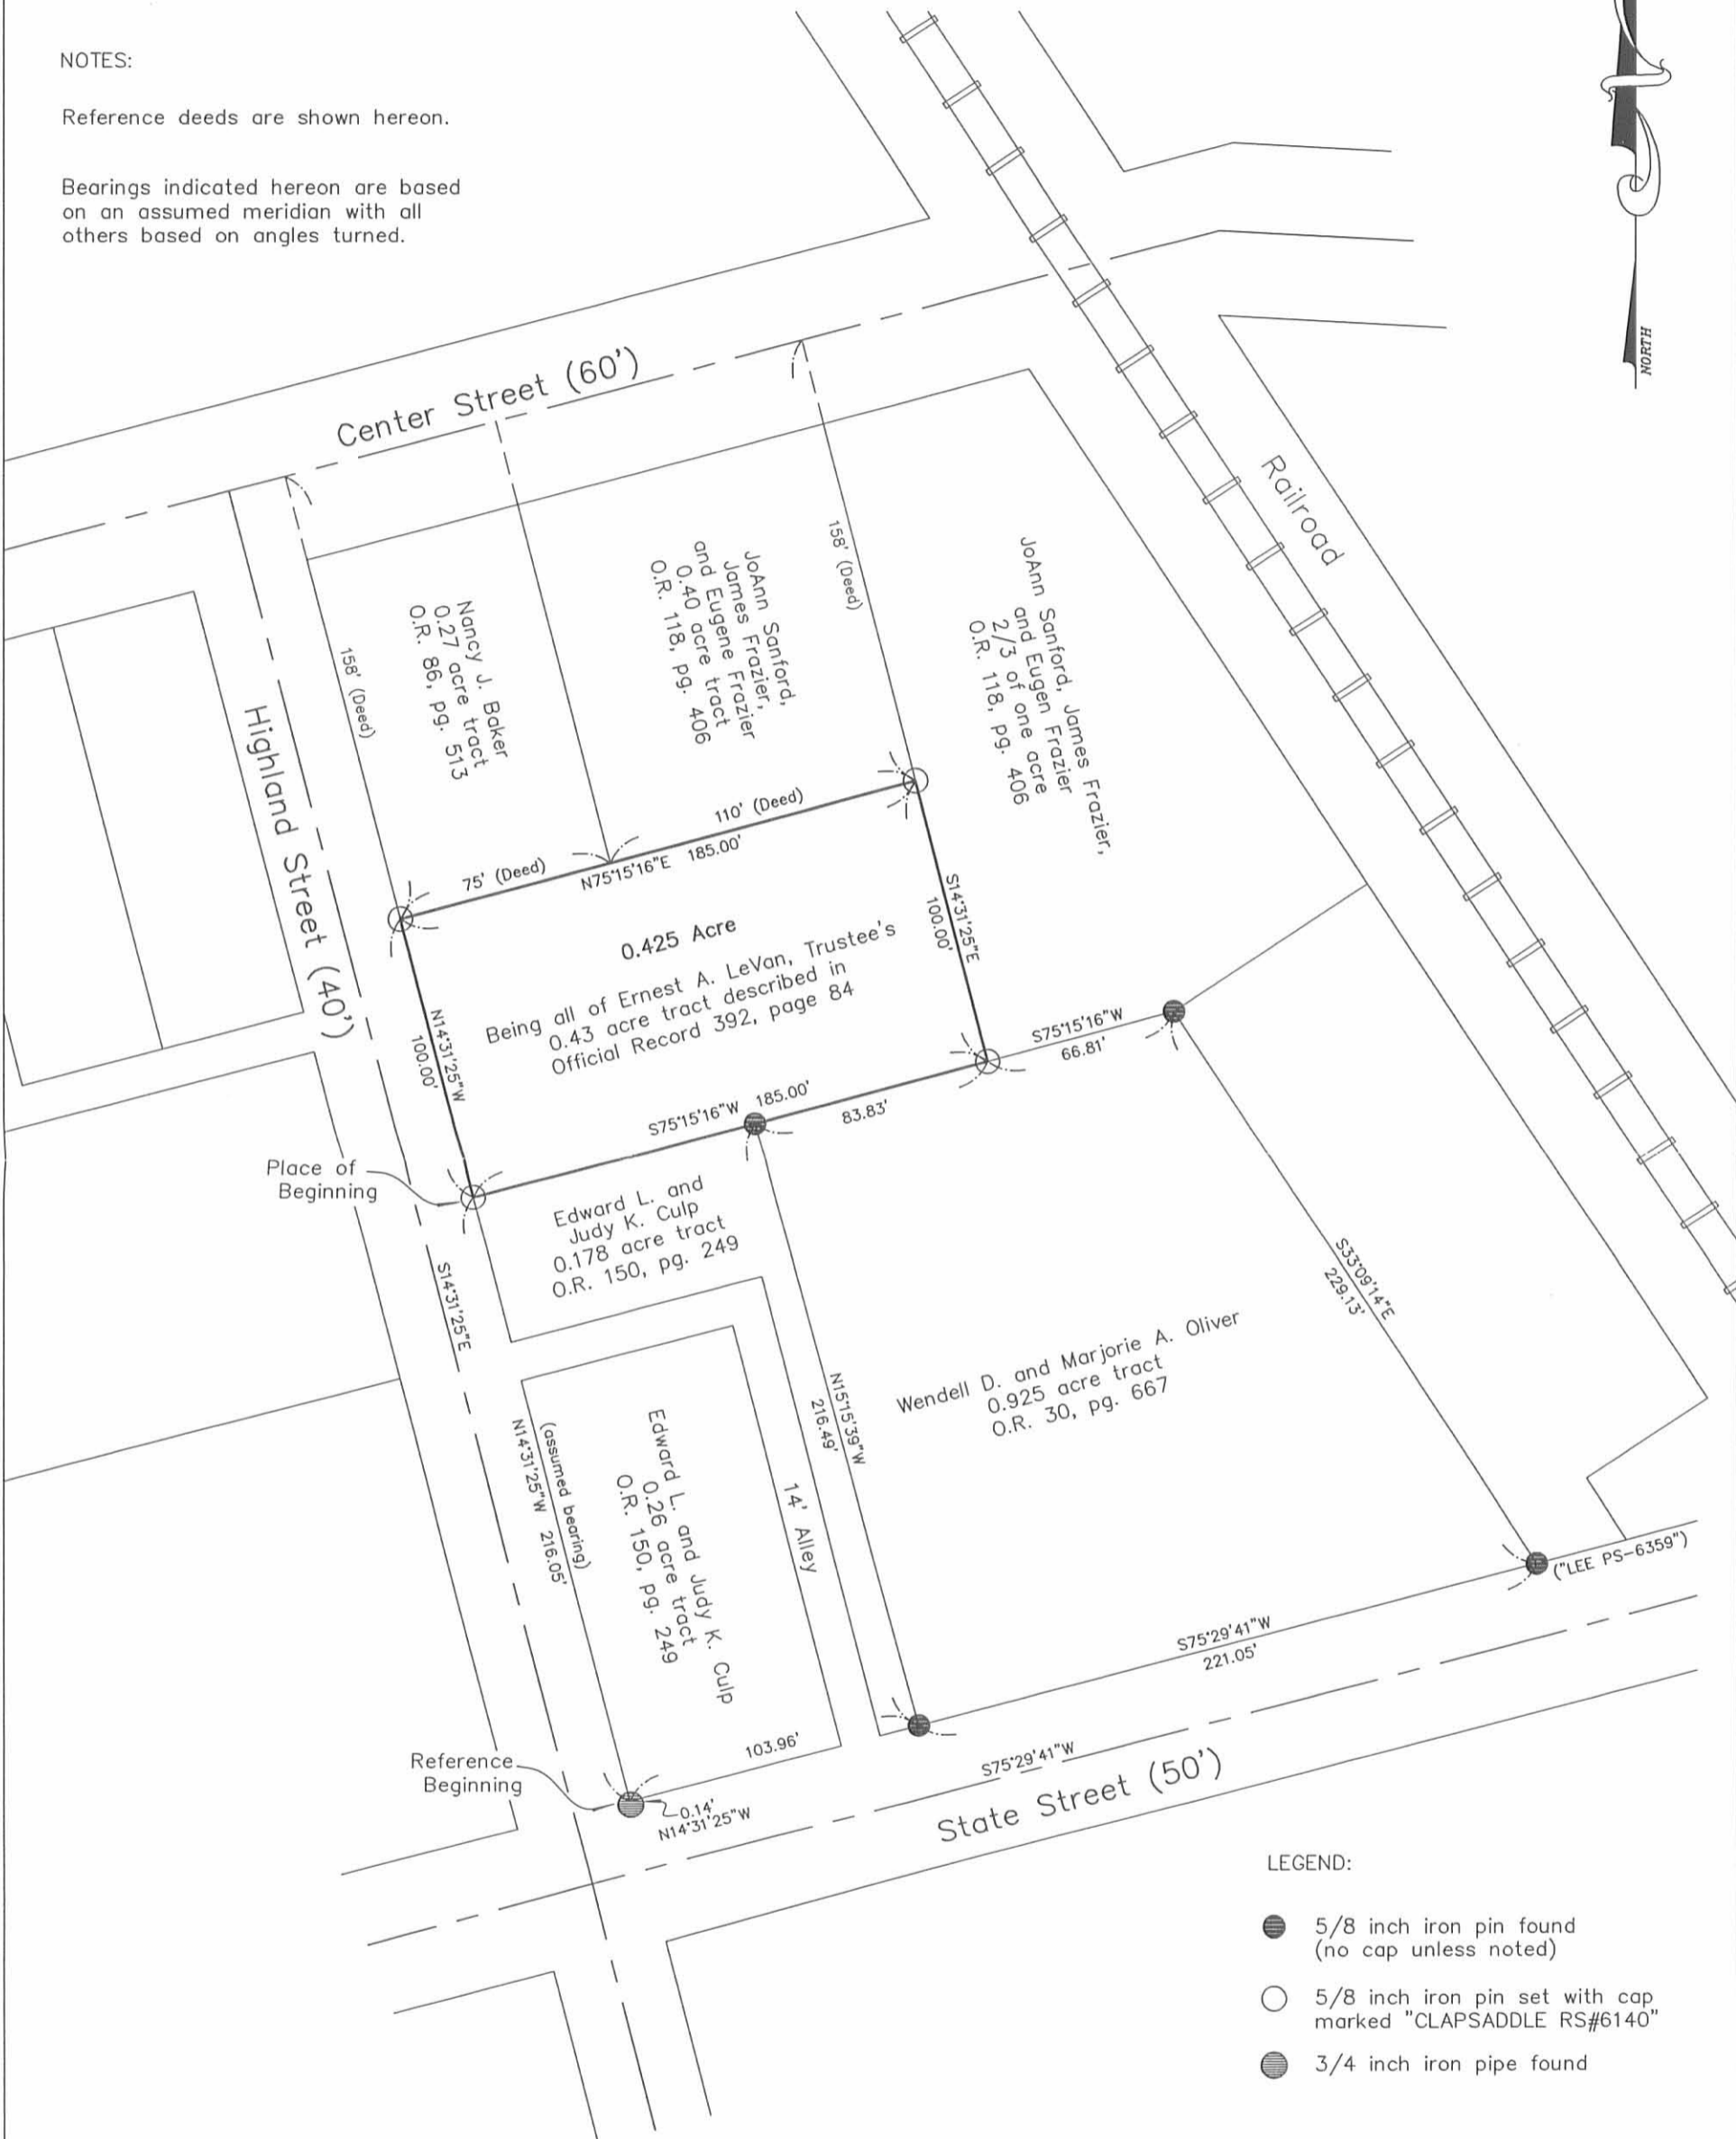 NOTES:
Reference deeds are shown hereon.
Bearings indicated hereon are based
on an assumed meridian with all
others based on angles turned.
NORTH
Center Street (60')
Railroad
Highland Street (40')
158' (Deed)
Nancy J. Baker
0.27 acre tract
O.R. 86, pg. 513
JoAnn Sanford,
James Frazier,
and Eugene Frazier
0.40 acre tract
O.R. 118, pg. 406
158' (Deed)
JoAnn Sanford, James Frazier,
and Eugen Frazier
2/3 of one acre
O.R. 118, pg. 406
75' (Deed)
110' (Deed)
N75°15'16"E 185.00'
S14°31'25"E
100.00'
0.425 Acre
Being all of Ernest A. LeVan, Trustee's
0.43 acre tract described in
Official Record 392, page 84
N14°31'25"W
100.00'
S75°15'16"W
66.81'
S75°15'16"W 185.00'
83.83'
Place of
Beginning
Edward L. and
Judy K. Culp
0.178 acre tract
O.R. 150, pg. 249
S14°31'25"E
S33°09'14"E
229.13'
Wendell D. and Marjorie A. Oliver
0.925 acre tract
O.R. 30, pg. 667
N15°15'39"W
216.49'
(assumed bearing)
N14°31'25"W 216.05'
Edward L. and Judy K. Culp
0.26 acre tract
O.R. 150, pg. 249
14' Alley
("LEE PS-6359")
S75°29'41"W
221.05'
103.96'
Reference
Beginning
0.14'
N14°31'25"W
S75°29'41"W
State Street (50')
LEGEND:
5/8 inch iron pin found
(no cap unless noted)
5/8 inch iron pin set with cap
marked "CLAPSADDLE RS#6140"
3/4 inch iron pipe found